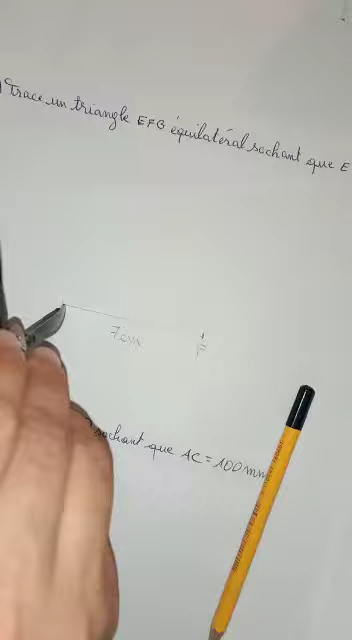 Trace un triangle EFG équilatéral sachant que E
7cm
F
sachant que AC = 100mm